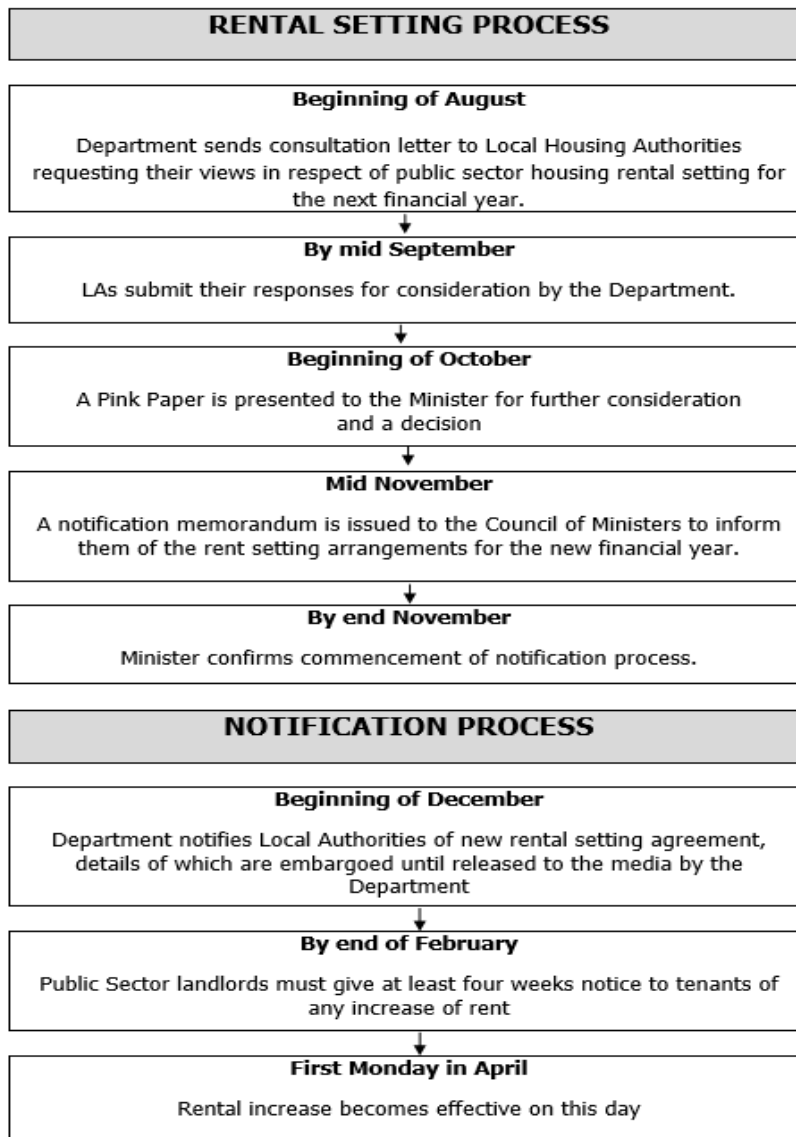 RENTAL SETTING PROCESS
Beginning of August
Department sends consultation letter to Local Housing Authorities
requesting their views in respect of public sector housing rental setting for
the next financial year.
By mid September
LAs submit their responses for consideration by the Department.
Beginning of October
A Pink Paper is presented to the Minister for further consideration
and a decision
Mid November
A notification memorandum is issued to the Council of Ministers to inform
them of the rent setting arrangements for the new financial year.
By end November
Minister confirms commencement of notification process.
NOTIFICATION PROCESS
Beginning of December
Department notifies Local Authorities of new rental setting agreement,
details of which are embargoed until released to the media by the
Department
By end of February
Public Sector landlords must give at least four weeks notice to tenants of
any increase of rent
First Monday in April
Rental increase becomes effective on this day